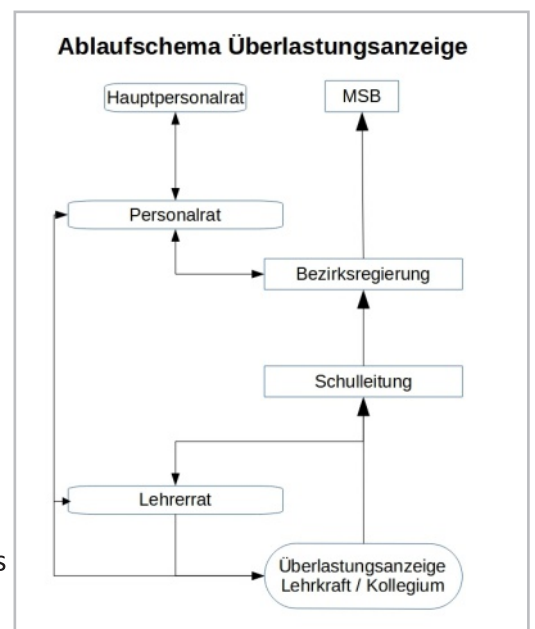 Ablaufschema Überlastungsanzeige
Hauptpersonalrat
MSB
Personalrat
Bezirksregierung
Schulleitung
Lehrerrat
s
Überlastungsanzeige
Lehrkraft / Kollegium